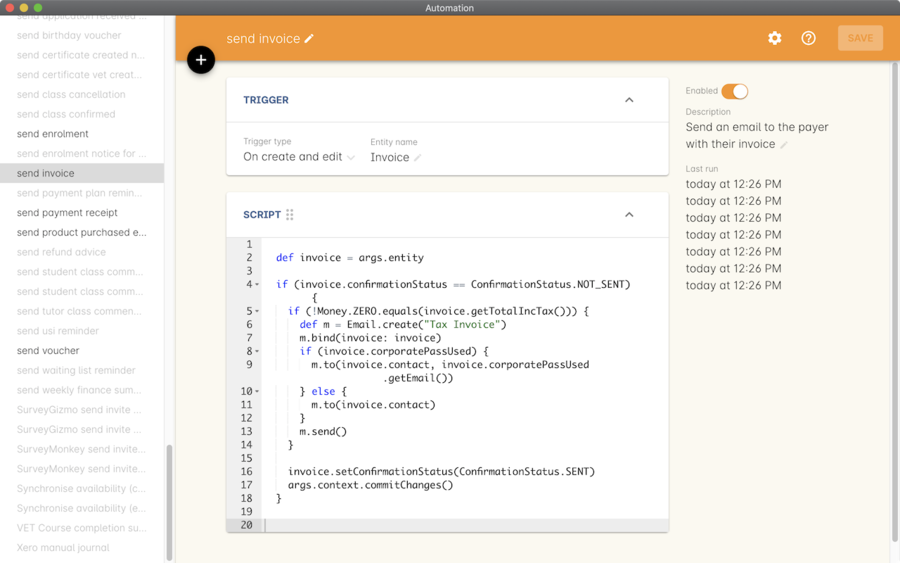 Automation
send application received ...
send birthday voucher
send certificate created n...
send certificate vet creat...
send class cancellation
send class confirmed
send enrolment
send enrolment notice for ...
send invoice
send payment plan remin...
send payment receipt
send product purchased e...
send refund advice
send student class comm...
send student class comm...
send tutor class commen...
send usi reminder
send voucher
send waiting list reminder
send weekly finance sum...
SurveyGizmo send invite ...
SurveyGizmo send invite ...
SurveyMonkey send invite...
SurveyMonkey send invite...
Synchronise availability (c...
Synchronise availability (e...
VET Course completion su...
Xero manual journal
send invoice
SAVE
TRIGGER
Trigger type
Entity name
On create and edit
Invoice
SCRIPT
1
2 def invoice = args.entity
3
4 if (invoice.confirmationStatus == ConfirmationStatus.NOT_SENT)
{
5 if (!Money.ZERO.equals(invoice.getTotalIncTax())) {
6 def m = Email.create("Tax Invoice")
7 m.bind(invoice: invoice)
8 if (invoice.corporatePassUsed) {
9 m.to(invoice.contact, invoice.corporatePassUsed
.getEmail())
10 } else {
11 m.to(invoice.contact)
12 }
13 m.send()
14 }
15
16 invoice.setConfirmationStatus(ConfirmationStatus.SENT)
17 args.context.commitChanges()
18 }
19
20
Enabled
Description
Send an email to the payer
with their invoice
Last run
today at 12:26 PM
today at 12:26 PM
today at 12:26 PM
today at 12:26 PM
today at 12:26 PM
today at 12:26 PM
today at 12:26 PM